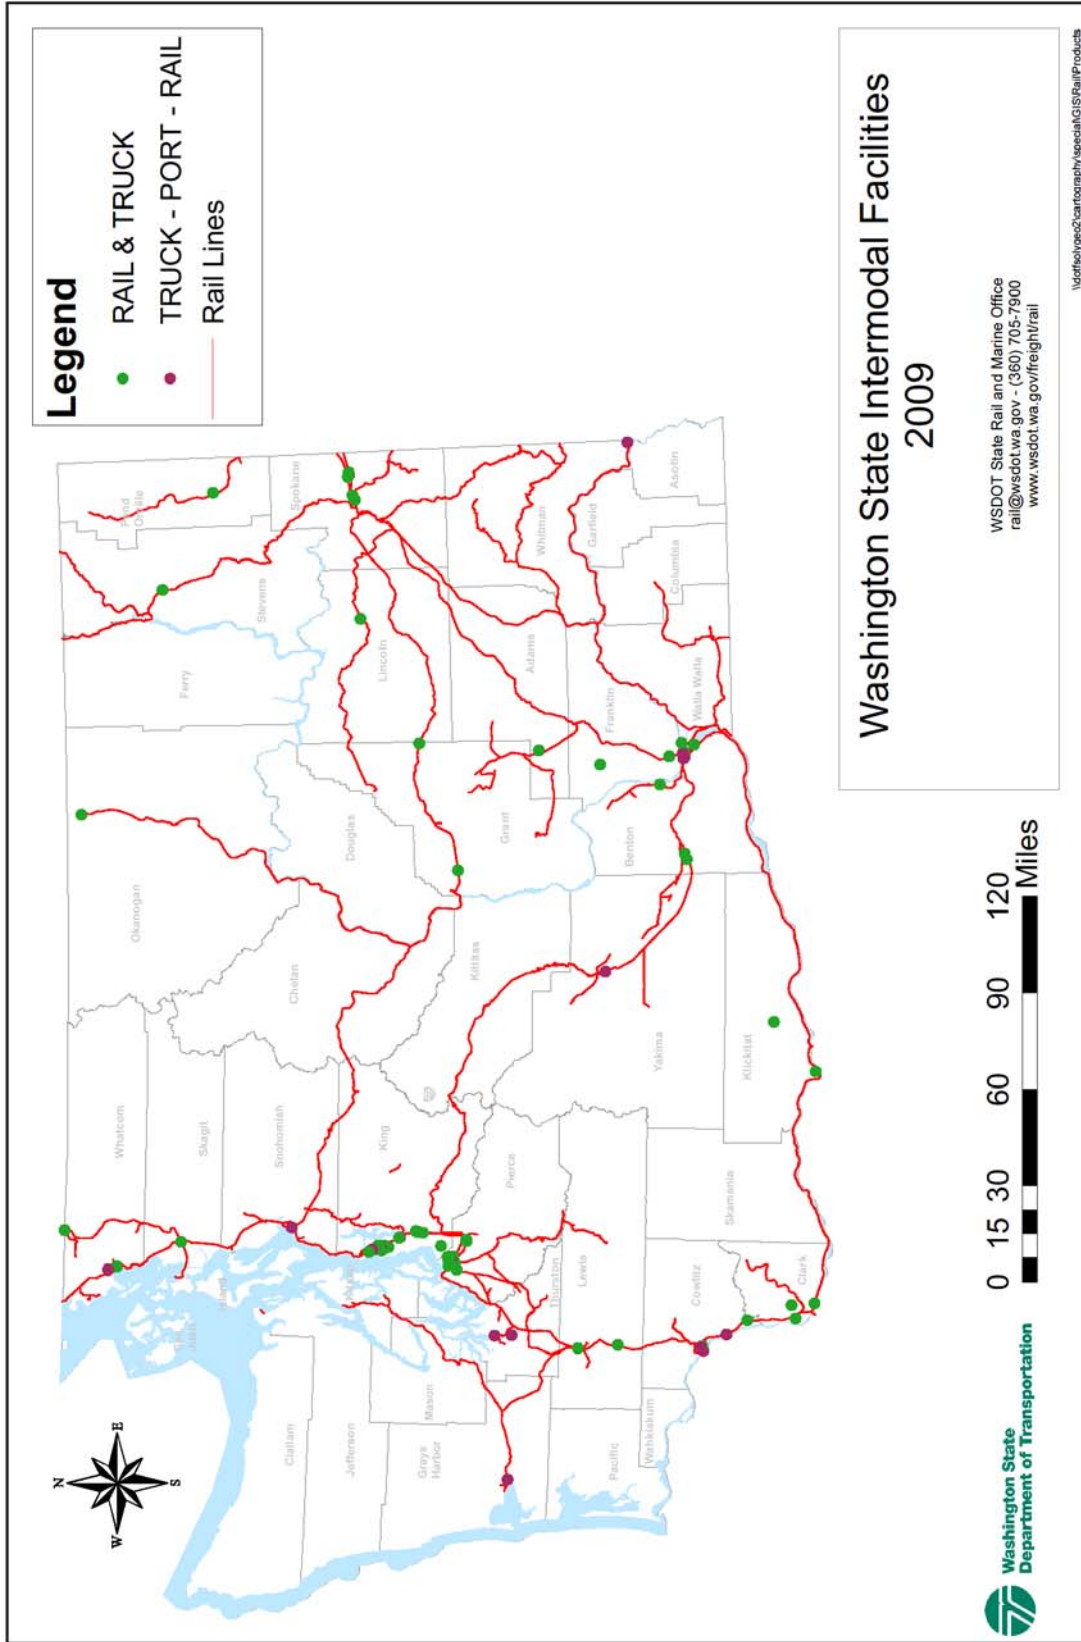 Legend
RAIL & TRUCK
TRUCK - PORT - RAIL
Rail Lines
N
W
E
S
Whatcom
Okanogan
Ferry
Stevens
Pend
Oreille
Skagit
Snohomish
Chelan
Douglas
Lincoln
Spokane
Clallam
Jefferson
King
Grays
Harbor
Mason
Kittitas
Grant
Adams
Whitman
Pierce
Thurston
Lewis
Pacific
Wahkiakum
Cowlitz
Yakima
Benton
Franklin
Walla Walla
Columbia
Garfield
Asotin
Skamania
Klickitat
Clark
Washington State
Department of Transportation
0 15 30 60 90 120
Miles
Washington State Intermodal Facilities
2009
WSDOT State Rail and Marine Office
rail@wsdot.wa.gov - (360) 705-7900
www.wsdot.wa.gov/freight/rail